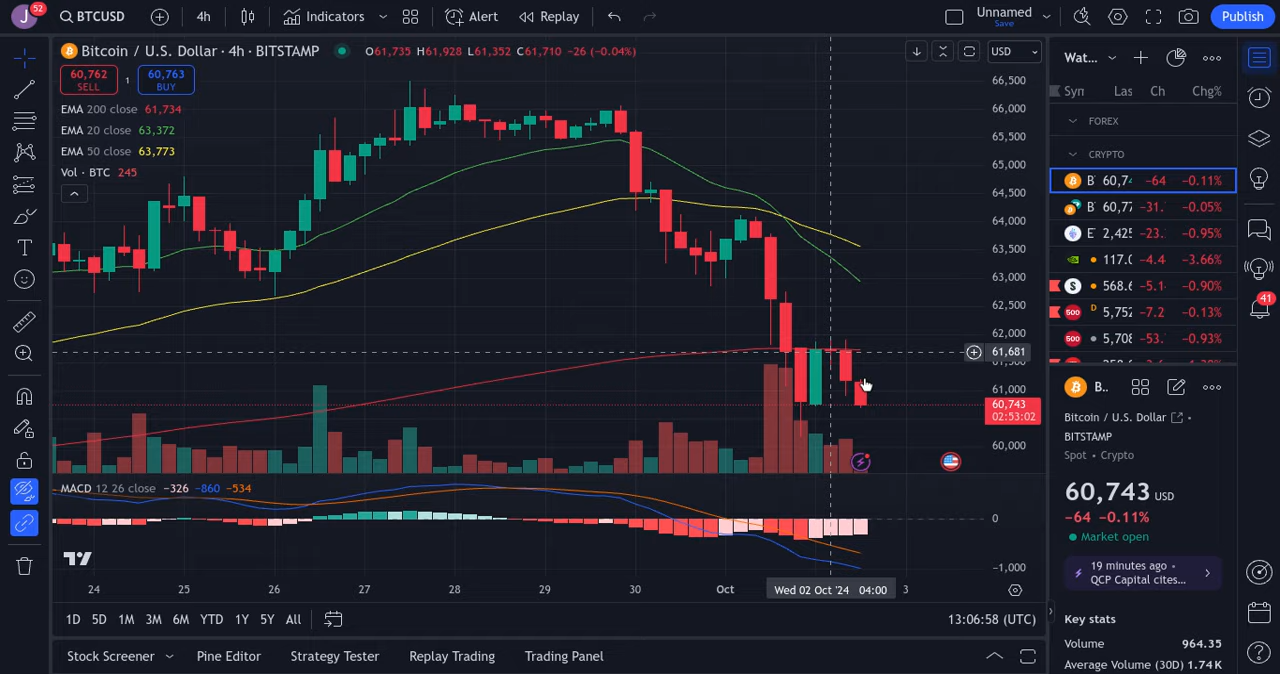 J 52 BTCUSD 4h Indicators Alert Replay Unnamed Save Publish
Bitcoin / U.S. Dollar · 4h · BITSTAMP O61,735 H61,928 L61,352 C61,710 −26 (−0.04%) USD
60,762 SELL 1 60,763 BUY
EMA 200 close 61,734
EMA 20 close 63,372
EMA 50 close 63,773
Vol · BTC 245
66,500
66,000
65,500
65,000
64,500
64,000
63,500
63,000
62,500
62,000
61,681
61,000
60,743
02:53:02
60,000
MACD 12 26 close −326 −860 −534
0
−1,000
24 25 26 27 28 29 30 Oct Wed 02 Oct '24 04:00 3
1D 5D 1M 3M 6M YTD 1Y 5Y All 13:06:58 (UTC)
Stock Screener Pine Editor Strategy Tester Replay Trading Trading Panel
Wat...
Syn Las Ch Chg%
FOREX
CRYPTO
B 60,74 −64 −0.11%
B 60,77 −31. −0.05%
E 2,425 −23. −0.95%
117.0 −4.4 −3.66%
568.6 −5.1 −0.90%
500 D 5,752 −7.2 −0.13%
500 5,708 −53. −0.93%
B..
Bitcoin / U.S. Dollar
BITSTAMP
Spot • Crypto
60,743 USD
−64 −0.11%
Market open
19 minutes ago •
QCP Capital cites...
Key stats
Volume 964.35
Average Volume (30D) 1.74K
41